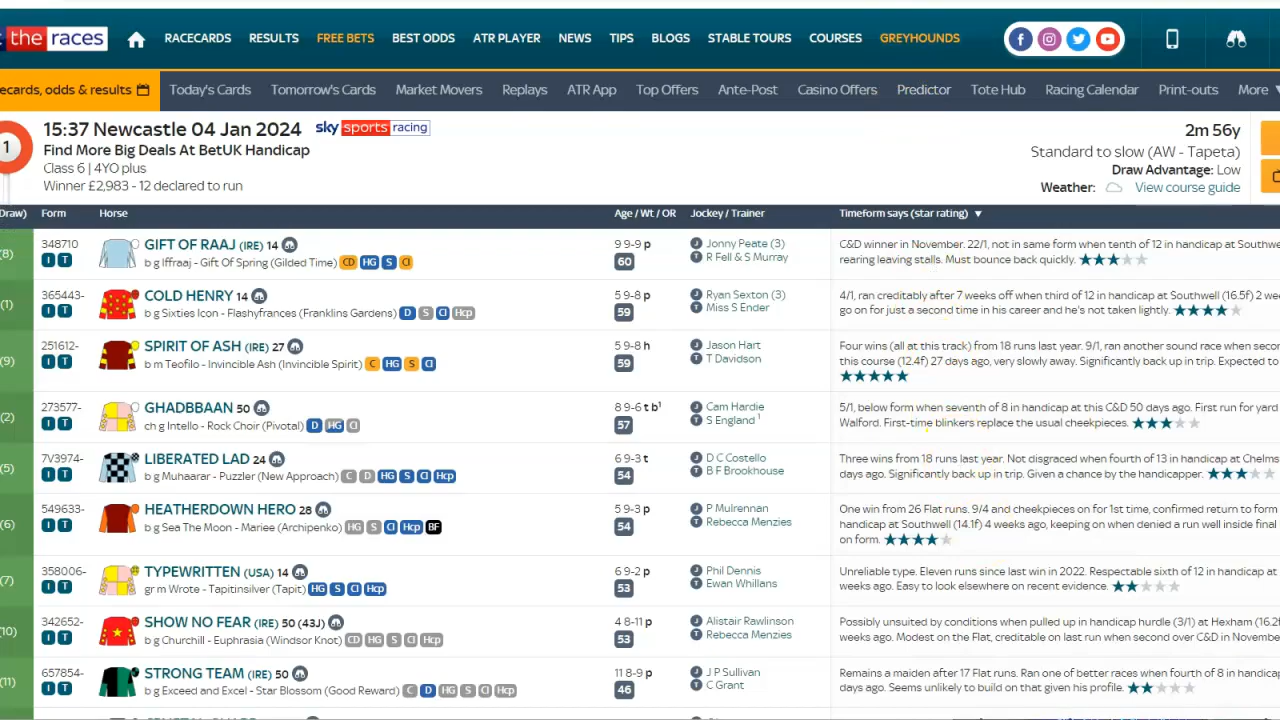 the races
RACECARDS RESULTS FREE BETS BEST ODDS ATR PLAYER NEWS TIPS BLOGS STABLE TOURS COURSES GREYHOUNDS
ecards, odds & results Today's Cards Tomorrow's Cards Market Movers Replays ATR App Top Offers Ante-Post Casino Offers Predictor Tote Hub Racing Calendar Print-outs More
1
15:37 Newcastle 04 Jan 2024 sky sports racing 2m 56y
Find More Big Deals At BetUK Handicap Standard to slow (AW - Tapeta)
Class 6 | 4YO plus Draw Advantage: Low
Winner £2,983 - 12 declared to run Weather: View course guide
Draw) Form Horse Age / Wt / OR Jockey / Trainer Timeform says (star rating)
(8) 348710 GIFT OF RAAJ (IRE) 14 9 9-9 p J Jonny Peate (3) C&D winner in November. 22/1, not in same form when tenth of 12 in handicap at Southwe
I T b g Iffraaj - Gift Of Spring (Gilded Time) CD HG S CI 60 T R Fell & S Murray rearing leaving stalls. Must bounce back quickly.
(1) 365443- COLD HENRY 14 5 9-8 p J Ryan Sexton (3) 4/1, ran creditably after 7 weeks off when third of 12 in handicap at Southwell (16.5f) 2 wee
I T b g Sixties Icon - Flashyfrances (Franklins Gardens) D S CI Hcp 59 T Miss S Ender go on for just a second time in his career and he's not taken lightly.
(9) 251612- SPIRIT OF ASH (IRE) 27 5 9-8 h J Jason Hart Four wins (all at this track) from 18 runs last year. 9/1, ran another sound race when secon
I T b m Teofilo - Invincible Ash (Invincible Spirit) C HG S CI 59 T T Davidson this course (12.4f) 27 days ago, very slowly away. Significantly back up in trip. Expected to
(2) 273577- GHADBBAAN 50 8 9-6 t b1 J Cam Hardie 5/1, below form when seventh of 8 in handicap at this C&D 50 days ago. First run for yard
I T ch g Intello - Rock Choir (Pivotal) D HG CI 57 T S England 1 Walford. First-time blinkers replace the usual cheekpieces.
(5) 7V3974- LIBERATED LAD 24 6 9-3 t J D C Costello Three wins from 18 runs last year. Not disgraced when fourth of 13 in handicap at Chelms
I T b g Muhaarar - Puzzler (New Approach) C D HG S CI Hcp 54 T B F Brookhouse days ago. Significantly back up in trip. Given a chance by the handicapper.
(6) 549633- HEATHERDOWN HERO 28 5 9-3 p J P Mulrennan One win from 26 Flat runs. 9/4 and cheekpieces on for 1st time, confirmed return to form
I T b g Sea The Moon - Mariee (Archipenko) HG S CI Hcp BF 54 T Rebecca Menzies handicap at Southwell (14.1f) 4 weeks ago, keeping on when denied a run well inside final
on form.
(7) 358006- TYPEWRITTEN (USA) 14 6 9-2 p J Phil Dennis Unreliable type. Eleven runs since last win in 2022. Respectable sixth of 12 in handicap at
I T gr m Wrote - Tapitinsilver (Tapit) HG S CI Hcp 53 T Ewan Whillans weeks ago. Easy to look elsewhere on recent evidence.
(10) 342652- SHOW NO FEAR (IRE) 50 (43J) 4 8-11 p J Alistair Rawlinson Possibly unsuited by conditions when pulled up in handicap hurdle (3/1) at Hexham (16.2f
I T b g Churchill - Euphrasia (Windsor Knot) CD HG S CI Hcp 53 T Rebecca Menzies weeks ago. Modest on the Flat, creditable on last run when second over C&D in Novembe
(11) 657854- STRONG TEAM (IRE) 50 11 8-9 p J J P Sullivan Remains a maiden after 17 Flat runs. Ran one of better races when fourth of 8 in handicap
I T b g Exceed and Excel - Star Blossom (Good Reward) C D HG S CI Hcp 46 T C Grant days ago. Seems unlikely to build on that given his profile.